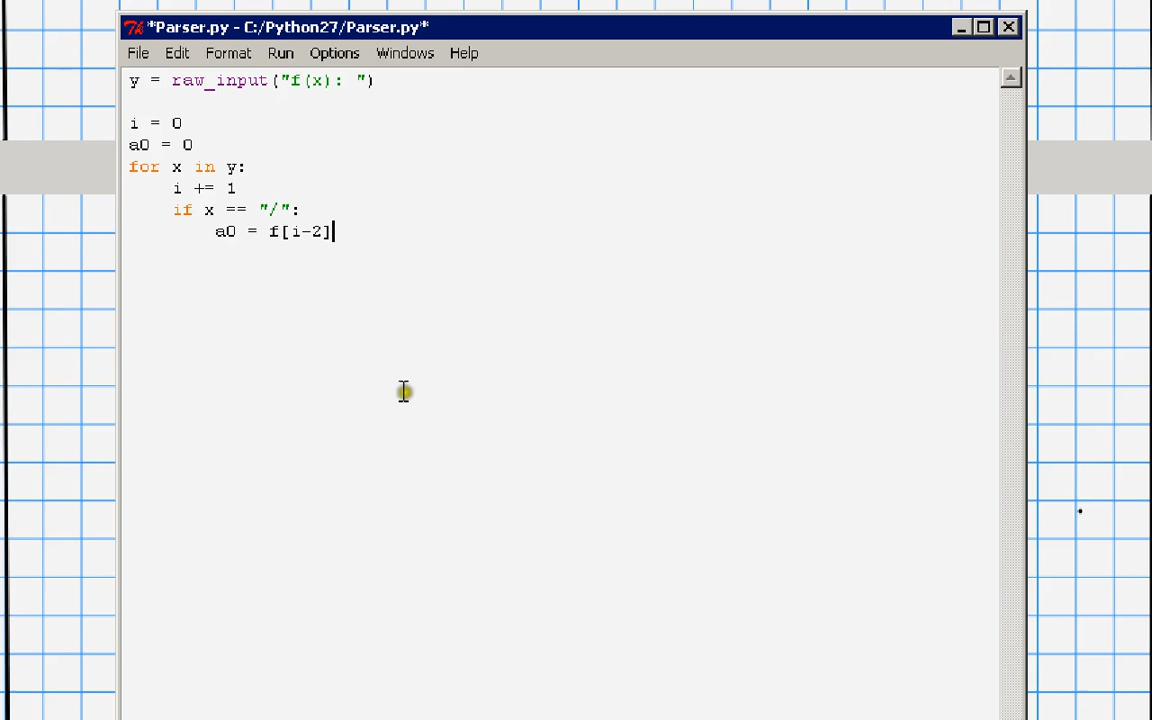 *Parser.py - C:/Python27/Parser.py*
File Edit Format Run Options Windows Help
y = raw_input("f(x): ")
i = 0
a0 = 0
for x in y:
    i += 1
    if x == "/":
        a0 = f[i-2]